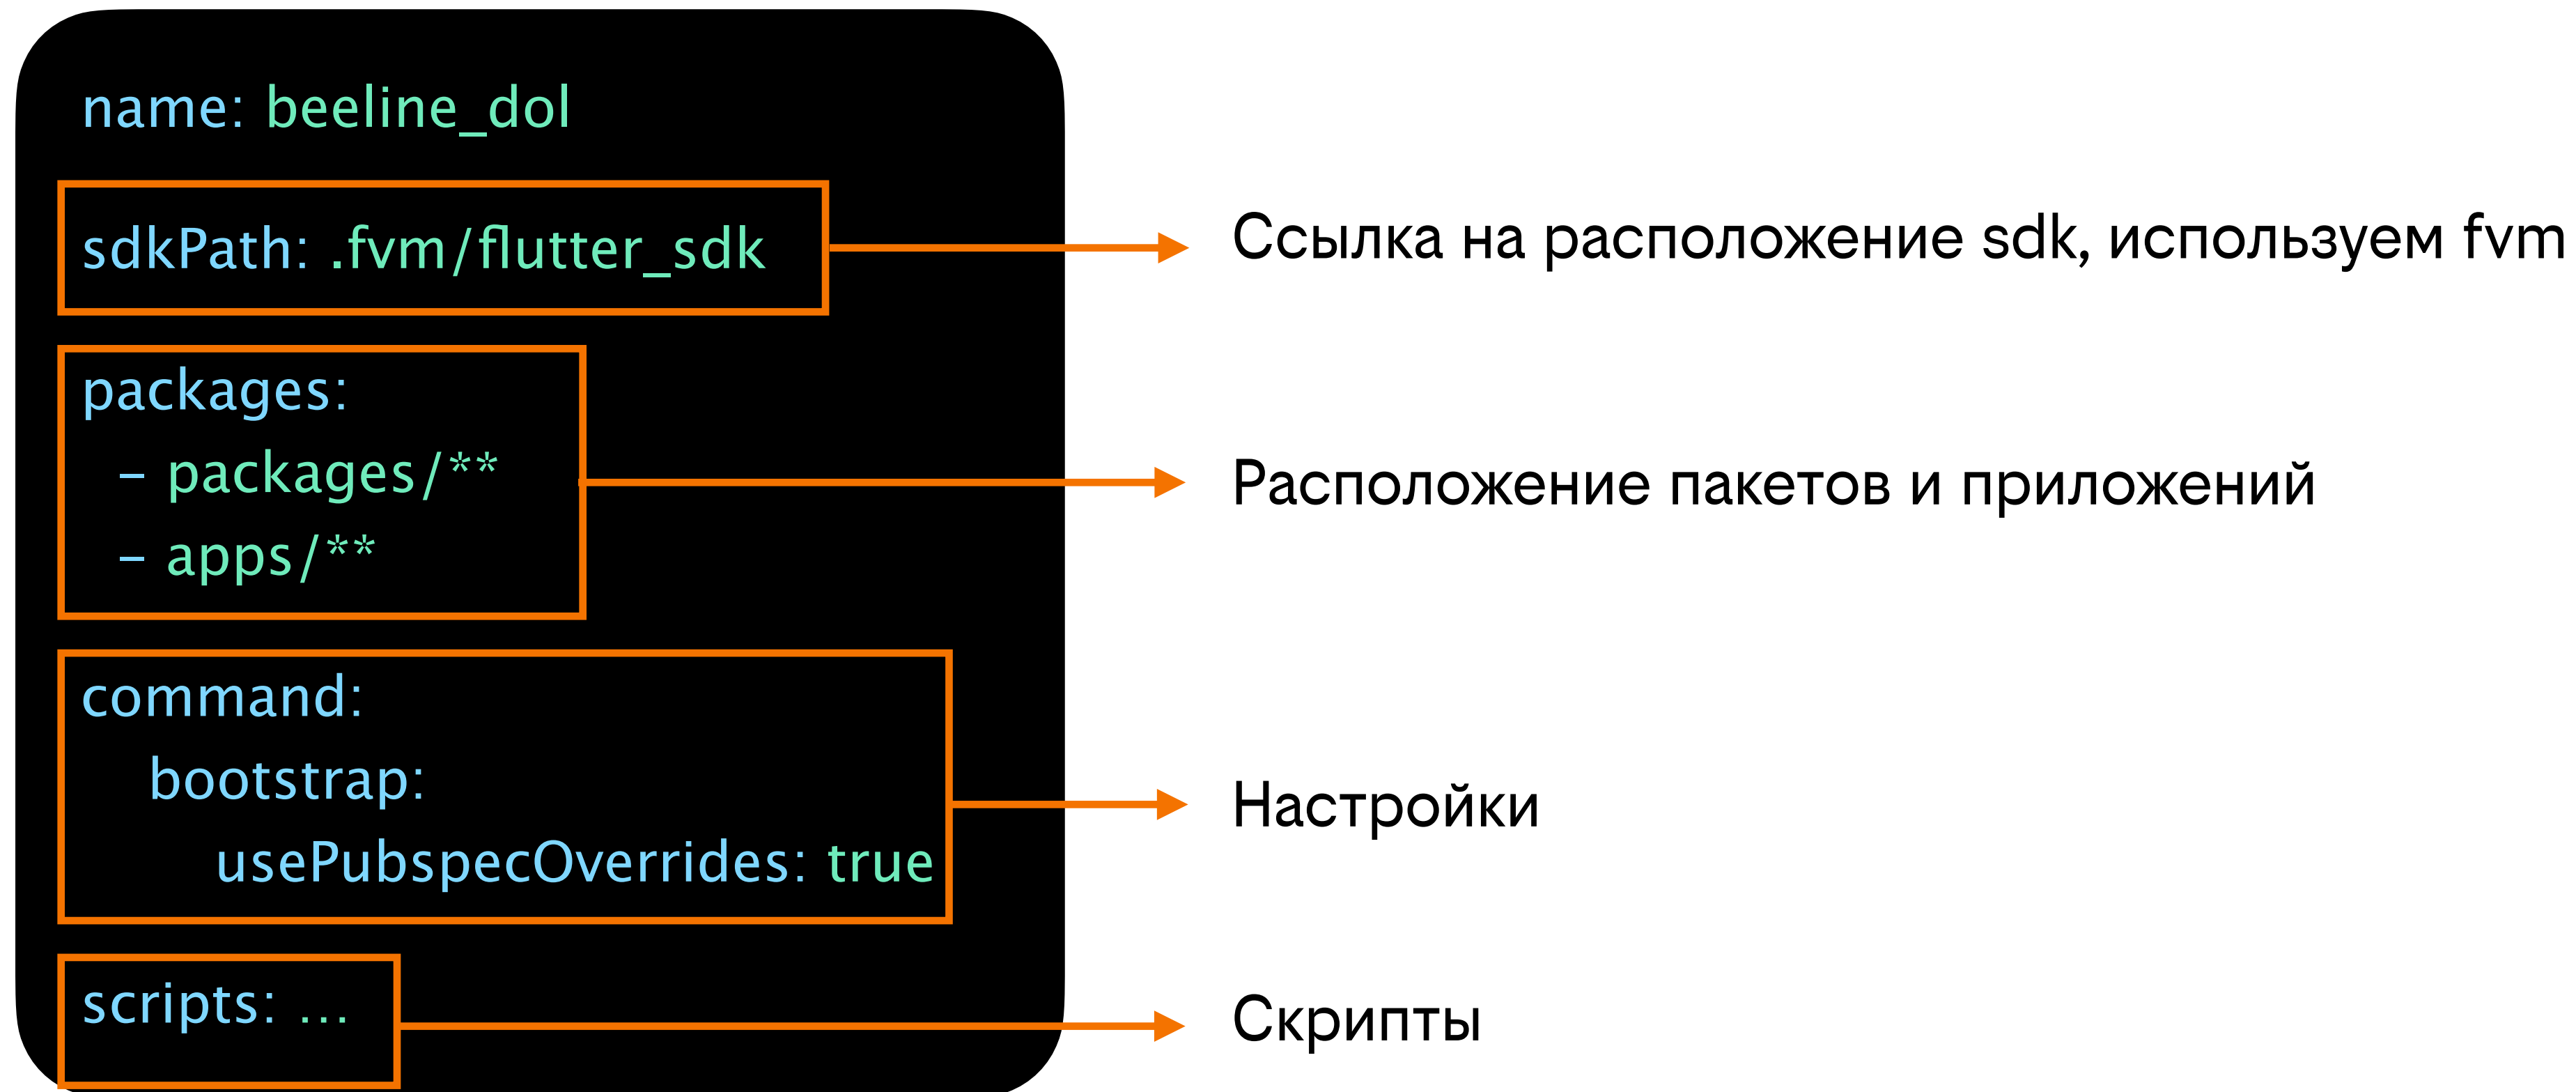 name: beeline_dol
sdkPath: .fvm/flutter_sdk
Ссылка на расположение sdk, используем fvm
packages:
– packages/**
– apps/**
Расположение пакетов и приложений
command:
bootstrap:
usePubspecOverrides: true
Настройки
scripts: ...
Скрипты